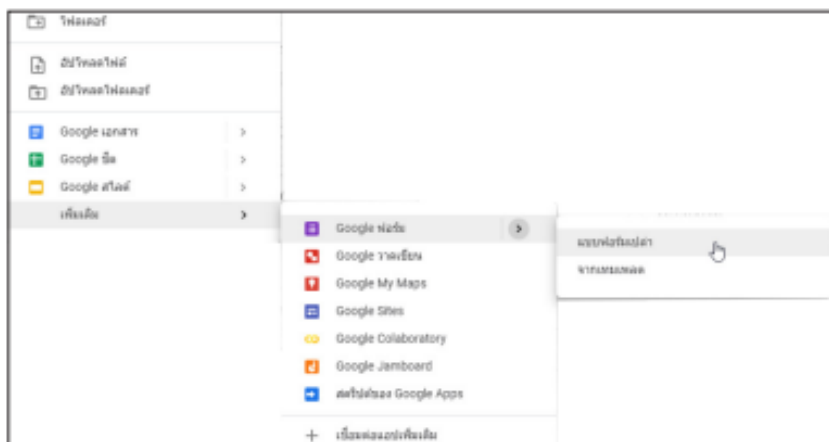 โฟลเดอร์
อัปโหลดไฟล์
อัปโหลดโฟลเดอร์
Google เอกสาร
Google ชีต
Google สไลด์
เพิ่มเติม
Google ฟอร์ม
Google วาดเขียน
Google My Maps
Google Sites
Google Colaboratory
Google Jamboard
สคริปต์ของ Google Apps
เชื่อมต่อแอปเพิ่มเติม
แบบฟอร์มเปล่า
จากเทมเพลต